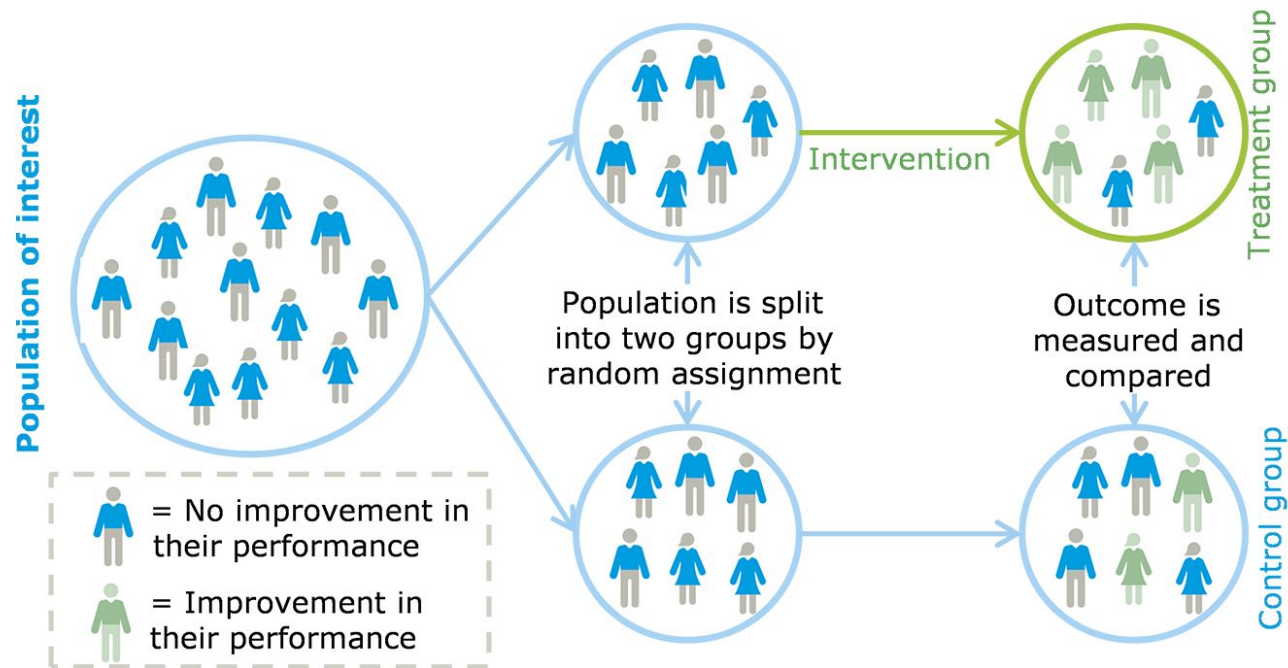 Population of interest
Intervention
Treatment group
Population is split
into two groups by
random assignment
Outcome is
measured and
compared
Control group
= No improvement in
their performance
= Improvement in
their performance